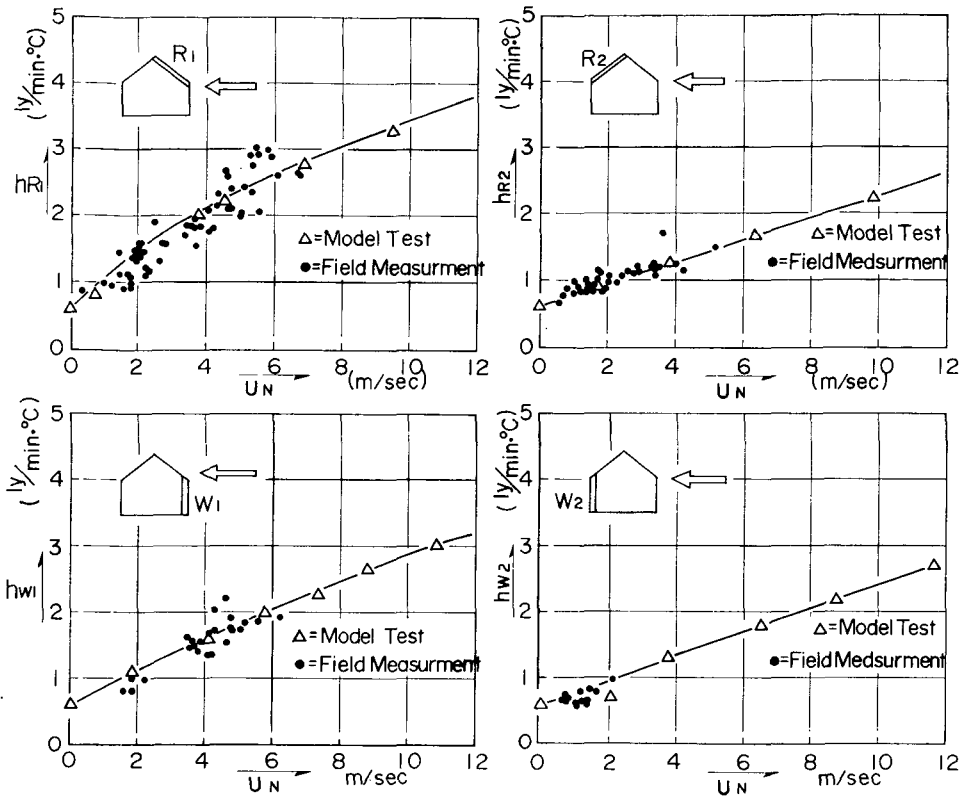 5
(ly/min·°C)
4
3
hR1
2
1
0
R1
△=Model Test
●=Field Measurment
0 2 4 6 8 10 12
UN (m/sec)
5
(ly/min·°C)
4
3
hR2
2
1
0
R2
△=Model Test
●=Field Medsurment
0 2 4 6 8 10 12
UN (m/sec)
5
(ly/min·°C)
4
3
hW1
2
1
0
W1
△=Model Test
●=Field Measurment
0 2 4 6 8 10 12
UN m/sec
5
(ly/min·°C)
4
3
hW2
2
1
0
W2
△=Model Test
●=Field Medsurment
0 2 4 6 8 10 12
UN m/sec